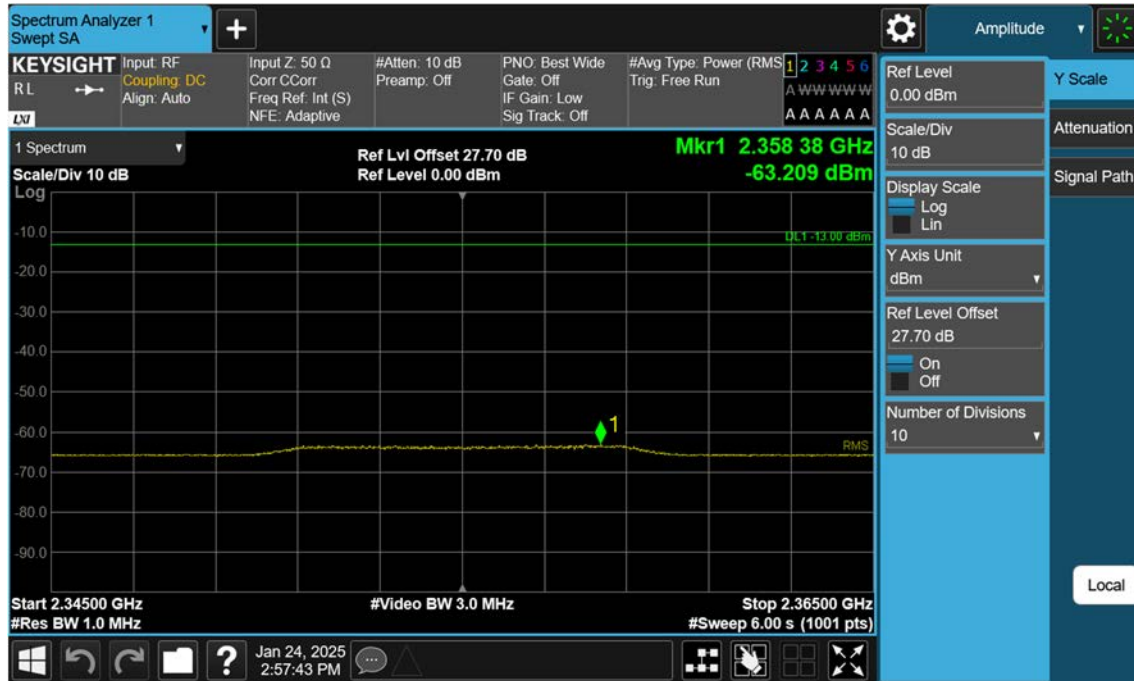 Spectrum Analyzer 1
Swept SA
Amplitude
KEYSIGHT
R L
LXI
Input: RF
Coupling: DC
Align: Auto
Input Z: 50 Ω
Corr CCorr
Freq Ref: Int (S)
NFE: Adaptive
#Atten: 10 dB
Preamp: Off
PNO: Best Wide
Gate: Off
IF Gain: Low
Sig Track: Off
#Avg Type: Power (RMS
Trig: Free Run
1 2 3 4 5 6
A W W W W W
A A A A A A
1 Spectrum
Scale/Div 10 dB
Log
Ref Lvl Offset 27.70 dB
Ref Level 0.00 dBm
Mkr1 2.358 38 GHz
-63.209 dBm
DL1 -13.00 dBm
-10.0
-20.0
-30.0
-40.0
-50.0
-60.0
-70.0
-80.0
-90.0
1
RMS
Start 2.34500 GHz
#Res BW 1.0 MHz
#Video BW 3.0 MHz
Stop 2.36500 GHz
#Sweep 6.00 s (1001 pts)
Ref Level
0.00 dBm
Scale/Div
10 dB
Display Scale
Log
Lin
Y Axis Unit
dBm
Ref Level Offset
27.70 dB
On
Off
Number of Divisions
10
Y Scale
Attenuation
Signal Path
Local
?
Jan 24, 2025
2:57:43 PM